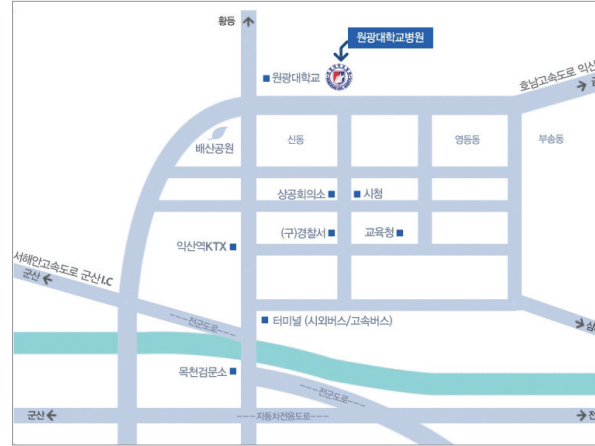 황등
원광대학교병원
원광대학교
호남고속도로 익산
배산공원
신동
영등동
부송동
상공회의소
시청
(구)경찰서
교육청
익산역KTX
서해안고속도로 군산I.C
군산
터미널 (시외버스/고속버스)
---전군도로---
목천검문소
---전군도로---
군산
---자동차전용도로---